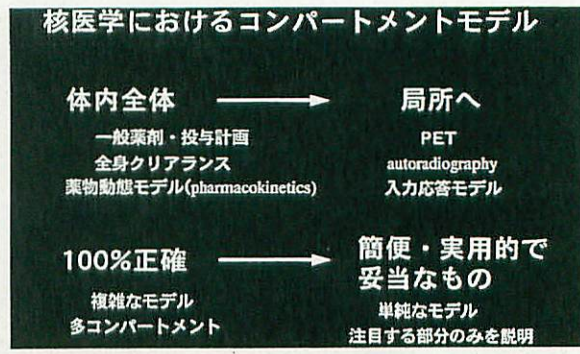 核医学におけるコンパートメントモデル
体内全体
局所へ
一般薬剤・投与計画
全身クリアランス
薬物動態モデル(pharmacokinetics)
PET
autoradiography
入力応答モデル
100%正確
簡便・実用的で
妥当なもの
複雑なモデル
多コンパートメント
単純なモデル
注目する部分のみを説明